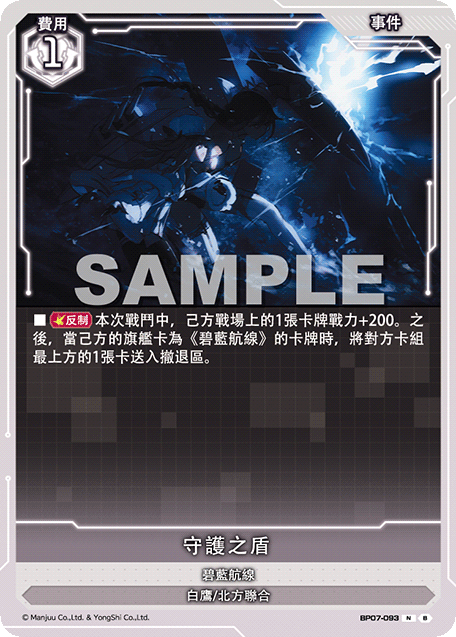 費用
1
事件
SAMPLE
■ 反制 本次戰鬥中，己方戰場上的1張卡牌戰力+200。之
後，當己方的旗艦卡為《碧藍航線》的卡牌時，將對方卡組
最上方的1張卡送入撤退區。
守護之盾
碧藍航線
白鷹/北方聯合
© Manjuu Co.,Ltd. & YongShi Co.,Ltd.
BP07-093 N B